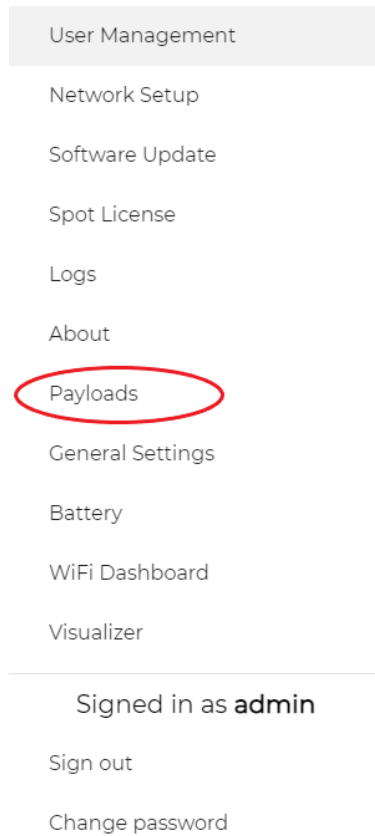 User Management
Network Setup
Software Update
Spot License
Logs
About
Payloads
General Settings
Battery
WiFi Dashboard
Visualizer
Signed in as admin
Sign out
Change password